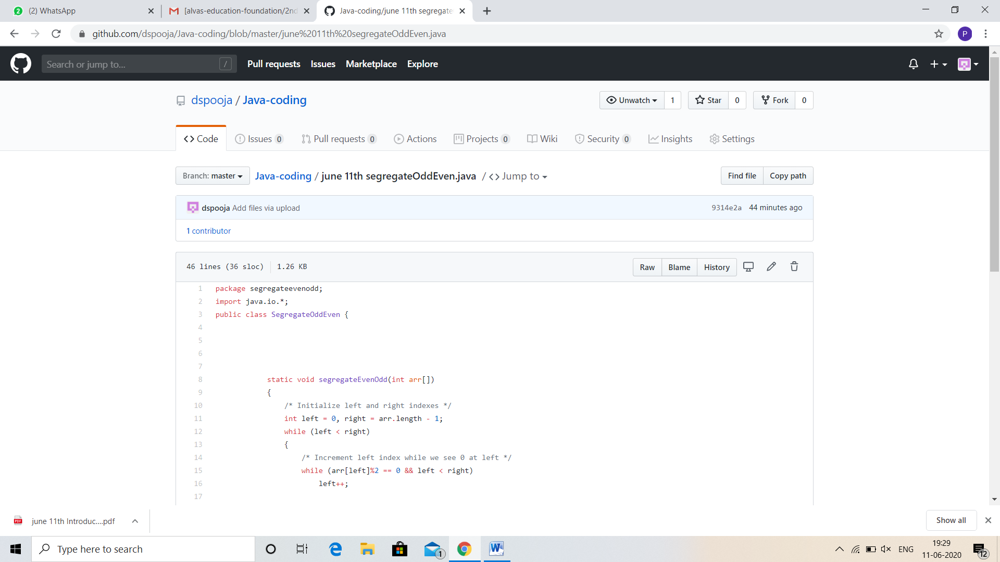 2 (2) WhatsApp
[alvas-education-foundation/2nd
Java-coding/june 11th segregate
github.com/dspooja/Java-coding/blob/master/june%2011th%20segregateOddEven.java
P
Search or jump to...
/
Pull requests Issues Marketplace Explore
dspooja / Java-coding
Unwatch 1
Star 0
Fork 0
Code
Issues 0
Pull requests 0
Actions
Projects 0
Wiki
Security 0
Insights
Settings
Branch: master
Java-coding / june 11th segregateOddEven.java / <> Jump to
Find file Copy path
dspooja Add files via upload
9314e2a 44 minutes ago
1 contributor
46 lines (36 sloc) 1.26 KB
Raw Blame History
1 package segregateevenodd;
2 import java.io.*;
3 public class SegregateOddEven {
4
5
6
7
8 static void segregateEvenOdd(int arr[])
9 {
10 /* Initialize left and right indexes */
11 int left = 0, right = arr.length - 1;
12 while (left < right)
13 {
14 /* Increment left index while we see 0 at left */
15 while (arr[left]%2 == 0 && left < right)
16 left++;
17
PDF june 11th Introduc....pdf
Show all
Type here to search
1
W
ENG
19:29
11-06-2020
12